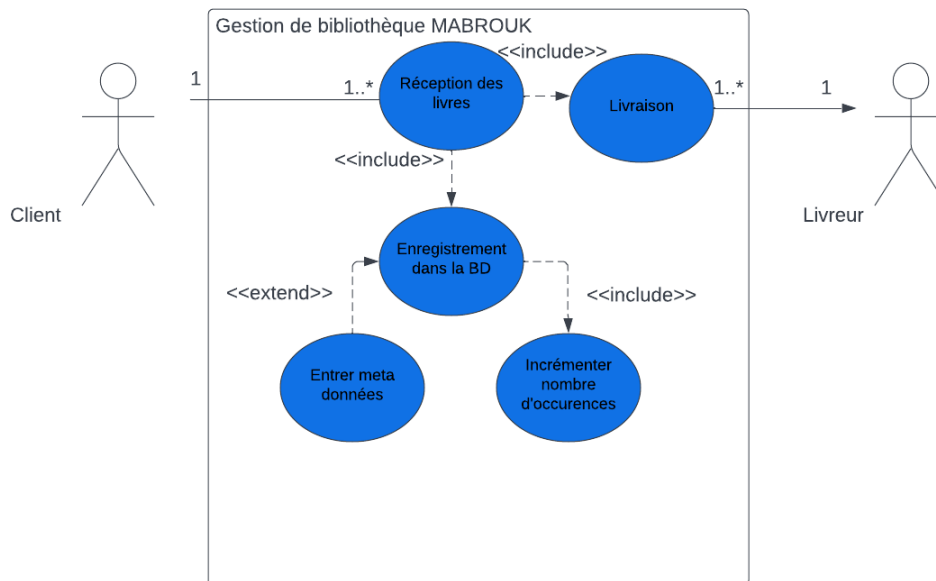 Gestion de bibliothèque MABROUK
<<include>>
1
1..*
Réception des
livres
Livraison
1..*
1
<<include>>
Client
Livreur
Enregistrement
dans la BD
<<extend>>
<<include>>
Entrer meta
données
Incrémenter
nombre
d'occurences